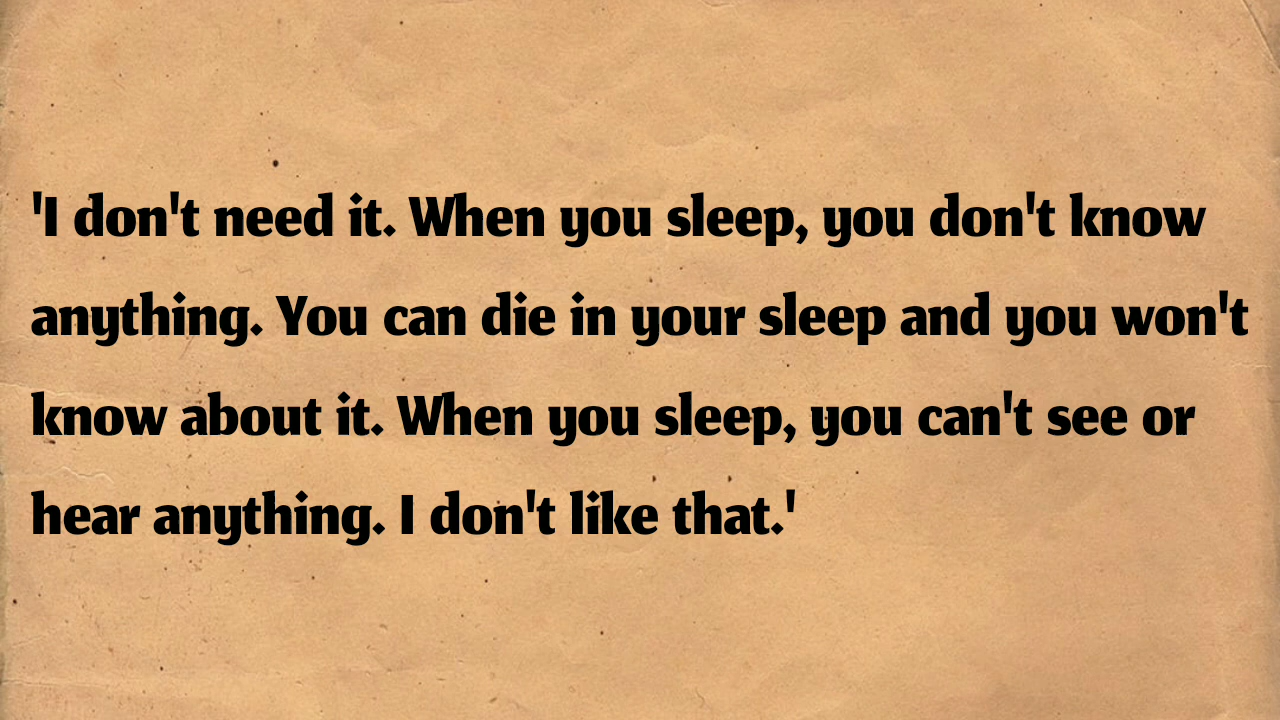 'I don't need it. When you sleep, you don't know
anything. You can die in your sleep and you won't
know about it. When you sleep, you can't see or
hear anything. I don't like that.'